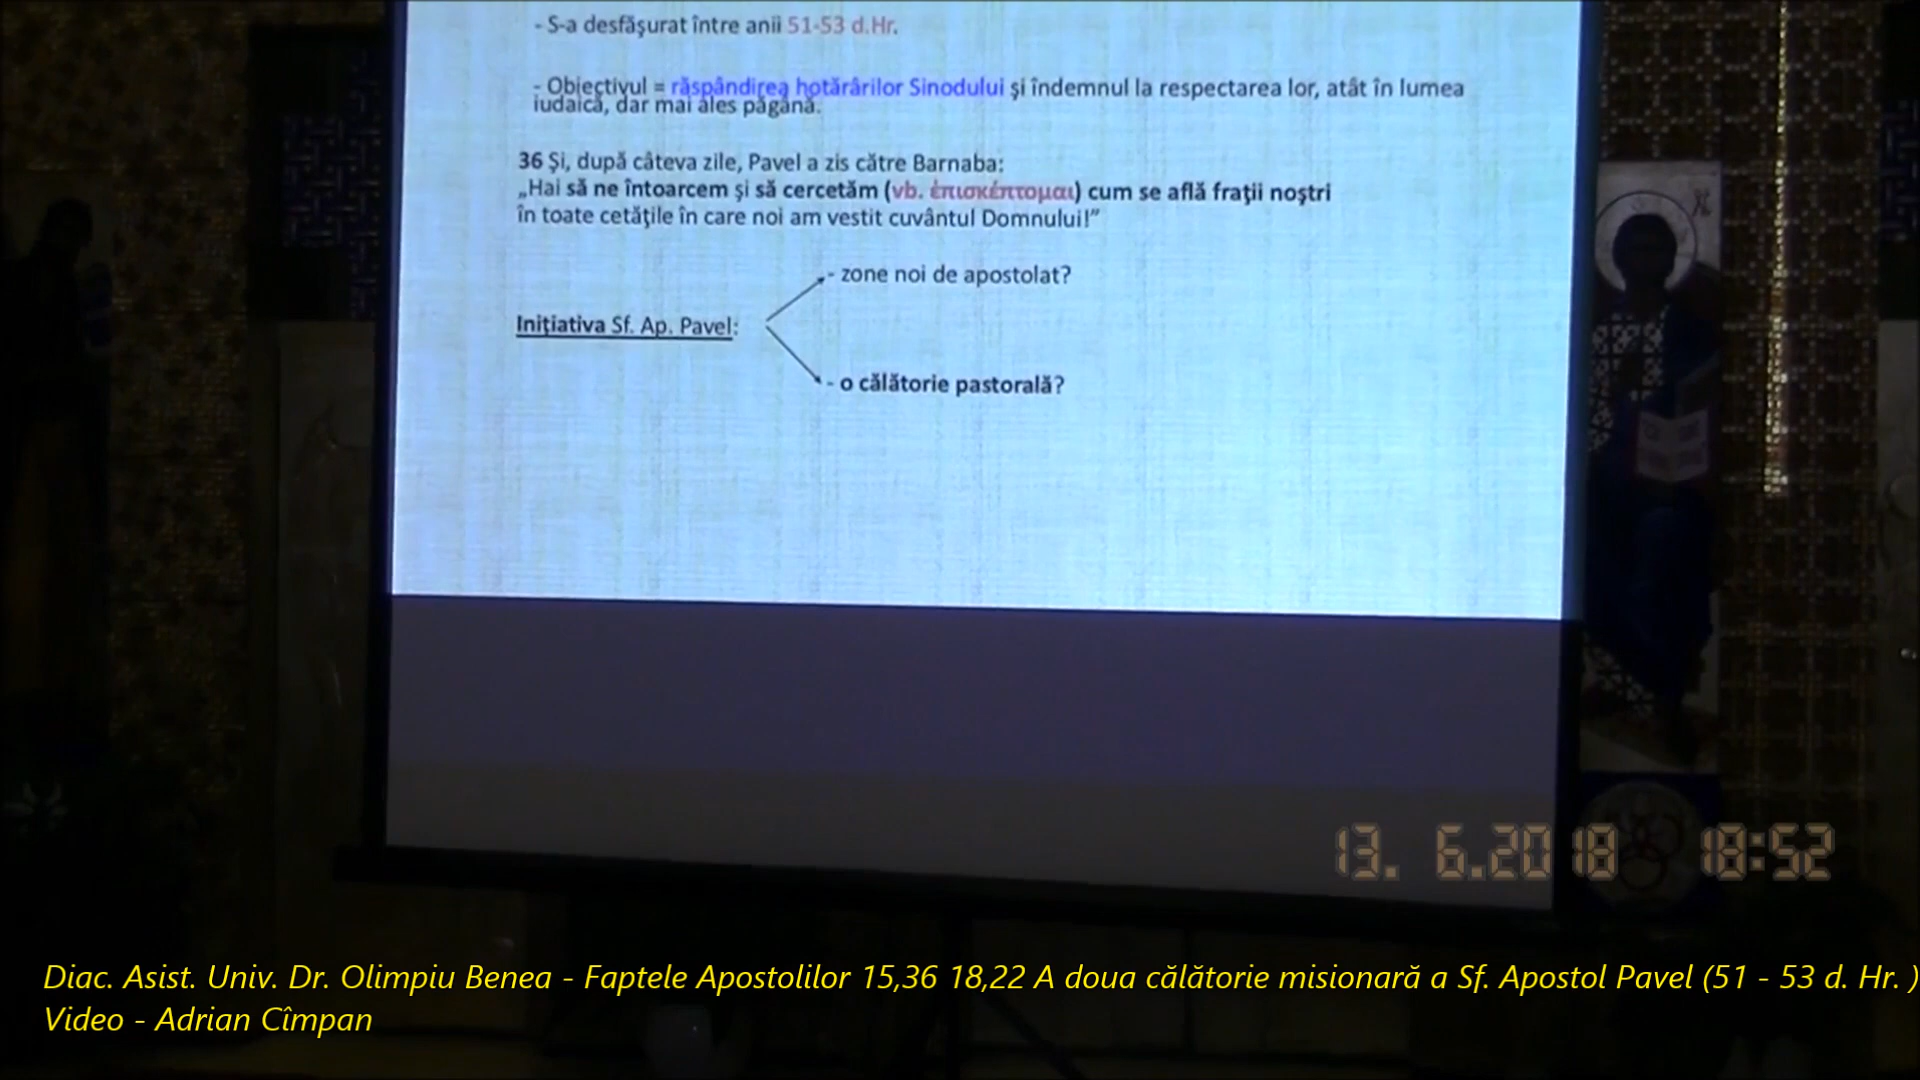 - S-a desfăşurat între anii 51-53 d.Hr.
- Obiectivul = răspândirea hotărârilor Sinodului şi îndemnul la respectarea lor, atât în lumea
iudaică, dar mai ales păgână.
36 Şi, după câteva zile, Pavel a zis către Barnaba:
„Hai să ne întoarcem şi să cercetăm (vb. ἐπισκέπτομαι) cum se află fraţii noştri
în toate cetăţile în care noi am vestit cuvântul Domnului!”
- zone noi de apostolat?
Iniţiativa Sf. Ap. Pavel:
- o călătorie pastorală?
13. 6.2018 18:52
Diac. Asist. Univ. Dr. Olimpiu Benea - Faptele Apostolilor 15,36 18,22 A doua călătorie misionară a Sf. Apostol Pavel (51 - 53 d. Hr. )
Video - Adrian Cîmpan